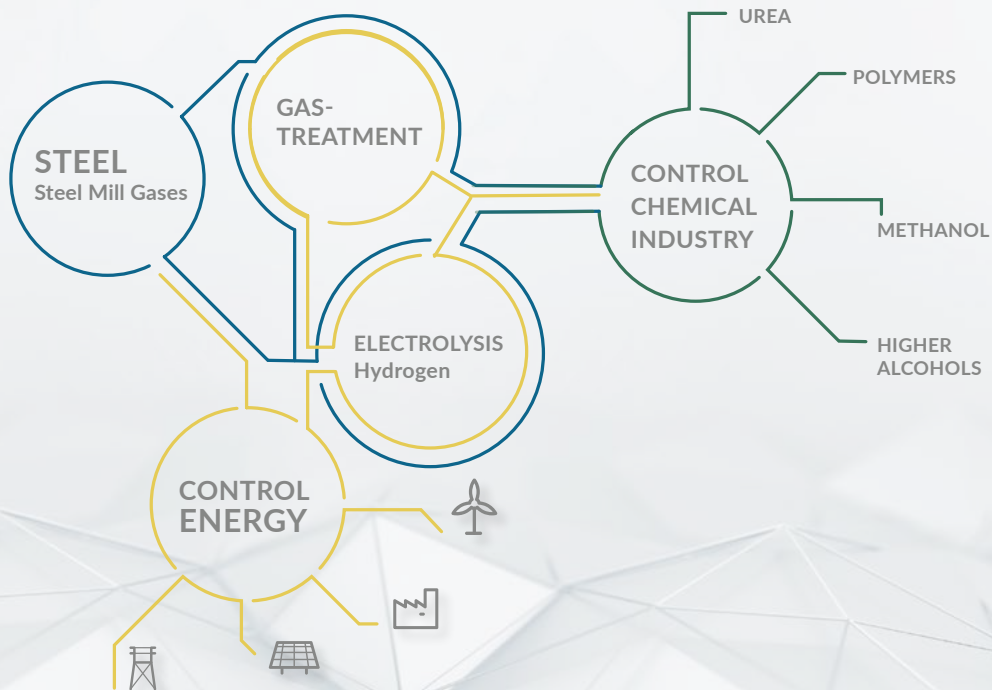 UREA
POLYMERS
GAS-
TREATMENT
STEEL
Steel Mill Gases
CONTROL
CHEMICAL
INDUSTRY
METHANOL
ELECTROLYSIS
Hydrogen
HIGHER
ALCOHOLS
CONTROL
ENERGY